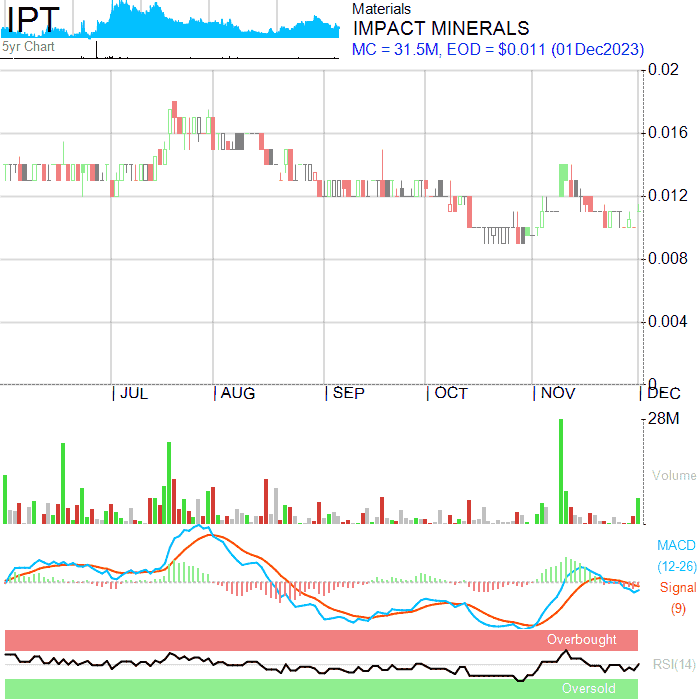 IPT
5yr Chart
Materials
IMPACT MINERALS
MC = 31.5M, EOD = $0.011 (01Dec2023)
0.02
0.016
0.012
0.008
0.004
0
JUL AUG SEP OCT NOV DEC
28M
Volume
MACD
(12-26)
Signal
(9)
Overbought
RSI(14)
Oversold